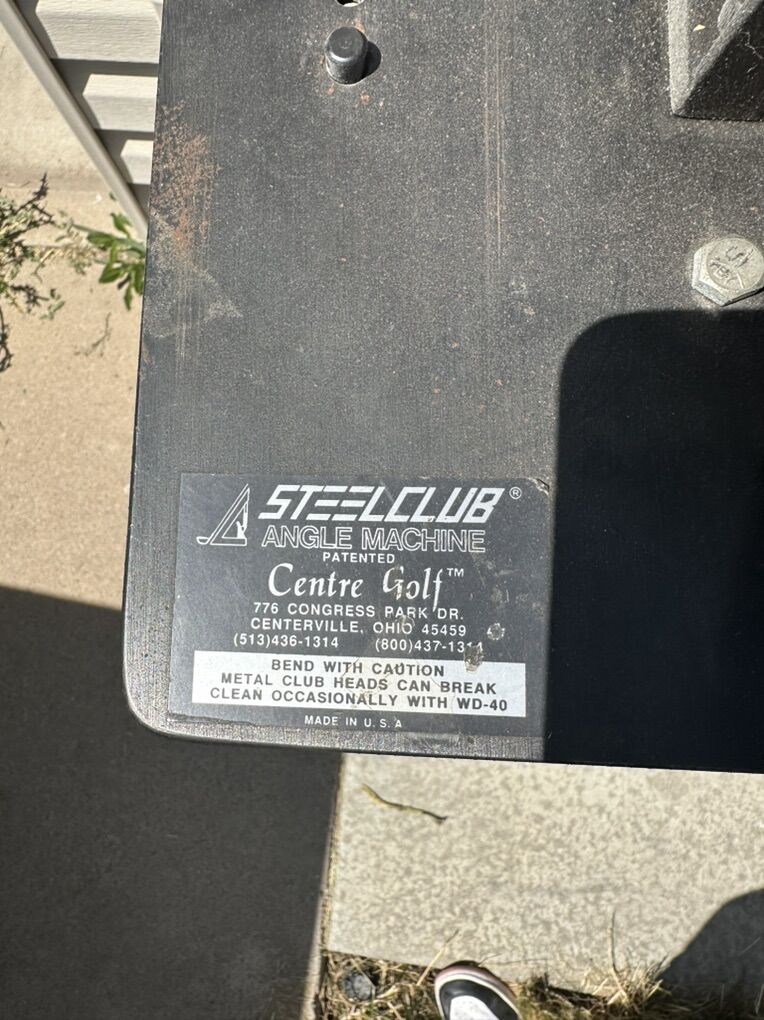 STEELCLUB®
ANGLE MACHINE
PATENTED
Centre Golf™
776 CONGRESS PARK DR.
CENTERVILLE, OHIO 45459
(513)436-1314 (800)437-1314
BEND WITH CAUTION
METAL CLUB HEADS CAN BREAK
CLEAN OCCASIONALLY WITH WD-40
MADE IN U.S.A